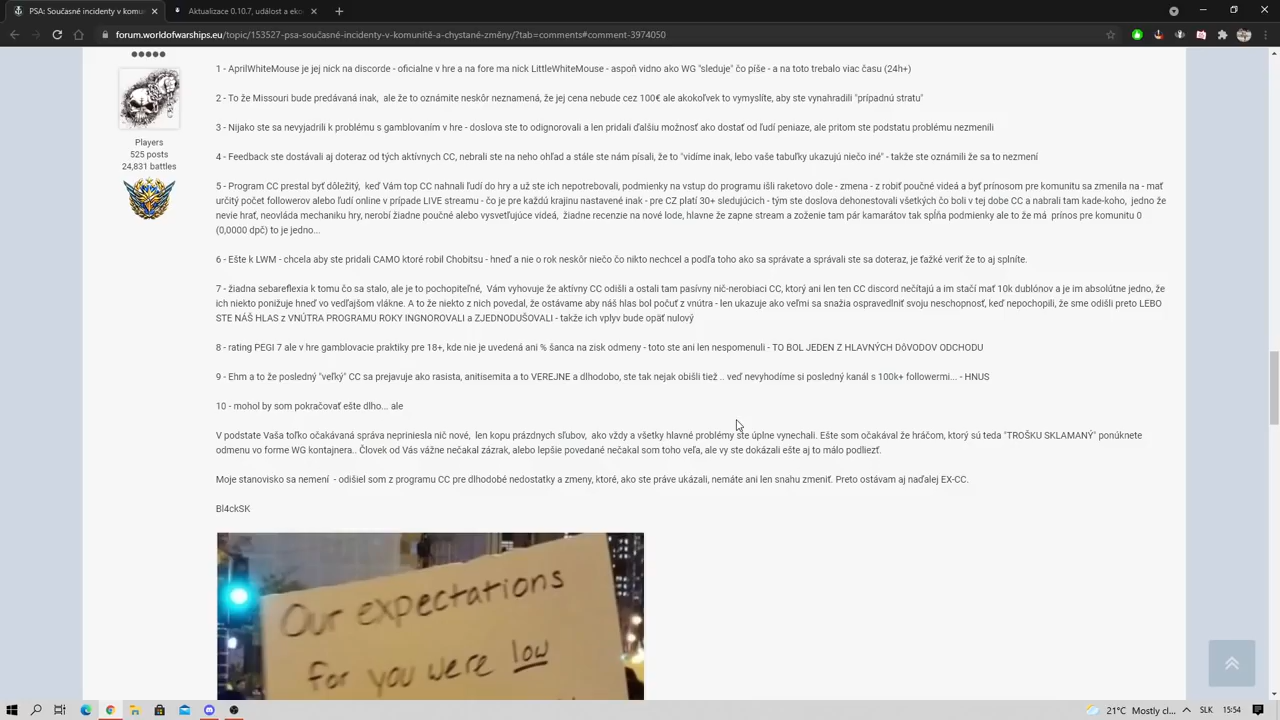 PSA: Současné incidenty v komun
Aktualizace 0.10.7, události a eko
forum.worldofwarships.eu/topic/153527-psa-současné-incidenty-v-komunitě-a-chystané-změny/?tab=comments#comment-3974050
Players
525 posts
24,831 battles
1 - AprilWhiteMouse je jej nick na discorde - oficialne v hre a na fore ma nick LittleWhiteMouse - aspoň vidno ako WG "sleduje" čo píše - a na toto trebalo viac času (24h+)
2 - To že Missouri bude predávaná inak, ale že to oznámite neskôr neznamená, že jej cena nebude cez 100€ ale akokoľvek to vymyslíte, aby ste vynahradili "prípadnú stratu"
3 - Nijako ste sa nevyjadrili k problému s gamblovaním v hre - doslova ste to odignorovali a len pridali ďalšiu možnosť ako dostať od ľudí peniaze, ale pritom ste podstatu problému nezmenili
4 - Feedback ste dostávali aj doteraz od tých aktívnych CC, nebrali ste na neho ohľad a stále ste nám písali, že to "vidíme inak, lebo vaše tabuľky ukazujú niečo iné" - takže ste oznámili že sa to nezmení
5 - Program CC prestal byť dôležitý, keď Vám top CC nahnali ľudí do hry a už ste ich nepotrebovali, podmienky na vstup do programu išli raketovo dole - zmena - z robiť poučné videá a byť prínosom pre komunitu sa zmenila na - mať
určitý počet followerov alebo ľudí online v prípade LIVE streamu - čo je pre každú krajinu nastavené inak - pre CZ platí 30+ sledujúcich - tým ste doslova dehonestovali všetkých čo boli v tej dobe CC a nabrali tam kade-koho, jedno že
nevie hrať, neovláda mechaniku hry, nerobí žiadne poučné alebo vysvetľujúce videá, žiadne recenzie na nové lode, hlavne že zapne stream a zoženie tam pár kamarátov tak spĺňa podmienky ale to že má prínos pre komunitu 0
(0,0000 dpč) to je jedno...
6 - Ešte k LWM - chcela aby ste pridali CAMO ktoré robil Chobitsu - hneď a nie o rok neskôr niečo čo nikto nechcel a podľa toho ako sa správate a správali ste sa doteraz, je ťažké veriť že to aj splníte.
7 - žiadna sebareflexia k tomu čo sa stalo, ale je to pochopiteľné, Vám vyhovuje že aktívny CC odišli a ostali tam pasívny nič-nerobiaci CC, ktorý ani len ten CC discord nečítajú a im stačí mať 10k dublónov a je im absolútne jedno, že
ich niekto ponižuje hneď vo vedľajšom vlákne. A to že niekto z nich povedal, že ostávame aby náš hlas bol počuť z vnútra - len ukazuje ako veľmi sa snažia ospravedlniť svoju neschopnosť, keď nepochopili, že sme odišli preto LEBO
STE NÁŠ HLAS z VNÚTRA PROGRAMU ROKY INGNOROVALI a ZJEDNODUŠOVALI - takže ich vplyv bude opäť nulový
8 - rating PEGI 7 ale v hre gamblovacie praktiky pre 18+, kde nie je uvedená ani % šanca na zisk odmeny - toto ste ani len nespomenuli - TO BOL JEDEN Z HLAVNÝCH DôVODOV ODCHODU
9 - Ehm a to že posledný "veľký" CC sa prejavuje ako rasista, anitisemita a to VEREJNE a dlhodobo, ste tak nejak obišli tiež .. veď nevyhodíme si posledný kanál s 100k+ followermi... - HNUS
10 - mohol by som pokračovať ešte dlho... ale
V podstate Vaša toľko očakávaná správa nepriniesla nič nové, len kopu prázdnych sľubov, ako vždy a všetky hlavné problémy ste úplne vynechali. Ešte som očakával že hráčom, ktorý sú teda "TROŠKU SKLAMANÝ" ponúknete
odmenu vo forme WG kontajnera.. Človek od Vás vážne nečakal zázrak, alebo lepšie povedané nečakal som toho veľa, ale vy ste dokázali ešte aj to málo podliezť.
Moje stanovisko sa nemení - odišiel som z programu CC pre dlhodobé nedostatky a zmeny, ktoré, ako ste práve ukázali, nemáte ani len snahu zmeniť. Preto ostávam aj naďalej EX-CC.
Bl4ckSK
Our expectations
for you were low
21°C Mostly cl...
SLK
15:54